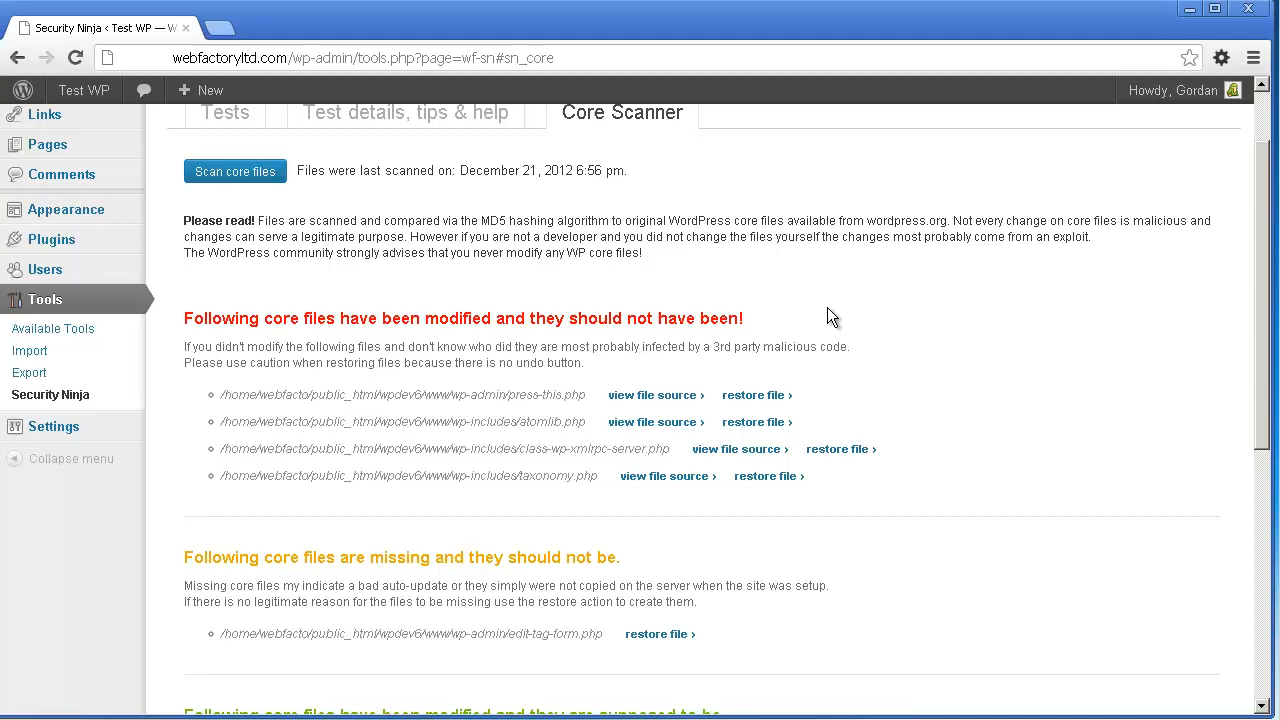 Security Ninja ‹ Test WP — W
webfactoryltd.com/wp-admin/tools.php?page=wf-sn#sn_core
Test WP
New
Howdy, Gordan
Links
Pages
Comments
Appearance
Plugins
Users
Tools
Available Tools
Import
Export
Security Ninja
Settings
Collapse menu
Tests
Test details, tips & help
Core Scanner
Scan core files
Files were last scanned on: December 21, 2012 6:56 pm.
Please read! Files are scanned and compared via the MD5 hashing algorithm to original WordPress core files available from wordpress.org. Not every change on core files is malicious and
changes can serve a legitimate purpose. However if you are not a developer and you did not change the files yourself the changes most probably come from an exploit.
The WordPress community strongly advises that you never modify any WP core files!
Following core files have been modified and they should not have been!
If you didn't modify the following files and don't know who did they are most probably infected by a 3rd party malicious code.
Please use caution when restoring files because there is no undo button.
/home/webfacto/public_html/wpdev6/www/wp-admin/press-this.php view file source › restore file ›
/home/webfacto/public_html/wpdev6/www/wp-includes/atomlib.php view file source › restore file ›
/home/webfacto/public_html/wpdev6/www/wp-includes/class-wp-xmlrpc-server.php view file source › restore file ›
/home/webfacto/public_html/wpdev6/www/wp-includes/taxonomy.php view file source › restore file ›
Following core files are missing and they should not be.
Missing core files my indicate a bad auto-update or they simply were not copied on the server when the site was setup.
If there is no legitimate reason for the files to be missing use the restore action to create them.
/home/webfacto/public_html/wpdev6/www/wp-admin/edit-tag-form.php restore file ›
Following core files have been modified and they are supposed to be.